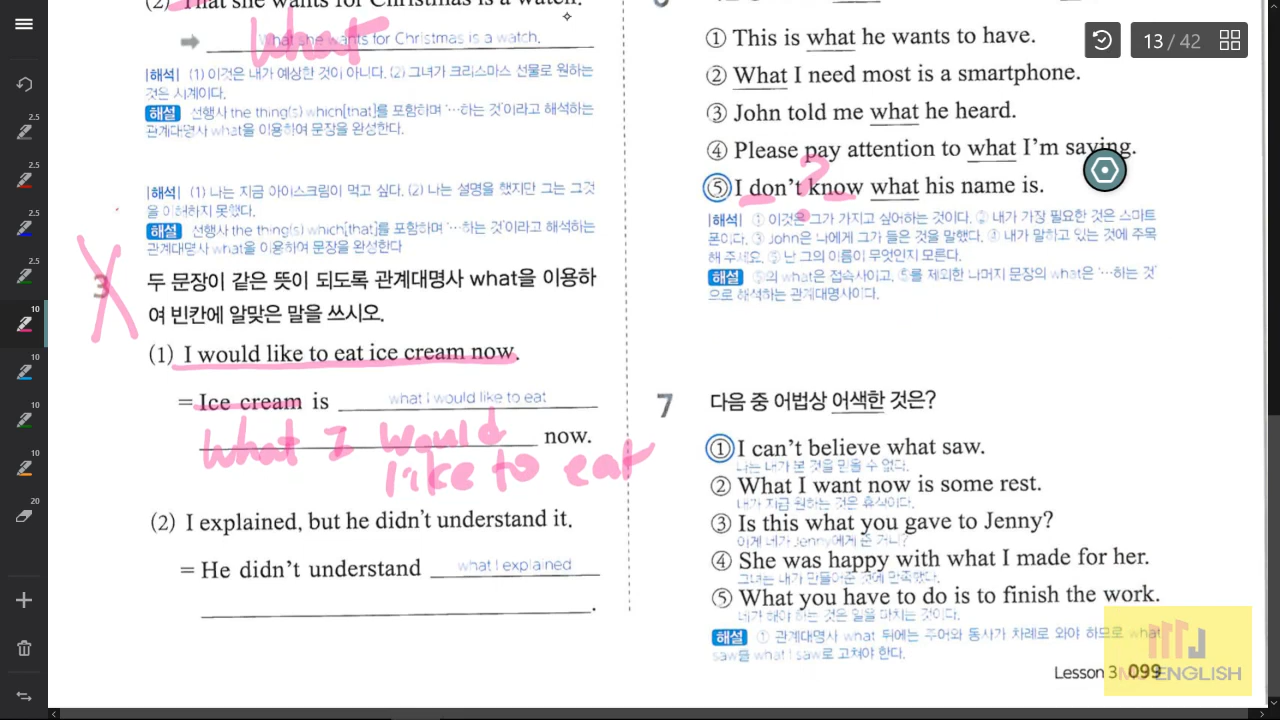 (2) That she wants for Christmas is a watch.
➡ What she wants for Christmas is a watch.
what
|해석| (1) 이것은 내가 예상한 것이 아니다. (2) 그녀가 크리스마스 선물로 원하는
것은 시계이다.
해설 선행사 the thing(s) which[that]를 포함하며 ‘…하는 것’이라고 해석하는
관계대명사 what을 이용하여 문장을 완성한다.
|해석| (1) 나는 지금 아이스크림이 먹고 싶다. (2) 나는 설명을 했지만 그는 그것
을 이해하지 못했다.
해설 선행사 the thing(s) which[that]를 포함하며 ‘…하는 것’이라고 해석하는
관계대명사 what을 이용하여 문장을 완성한다
3 두 문장이 같은 뜻이 되도록 관계대명사 what을 이용하
여 빈칸에 알맞은 말을 쓰시오.
(1) I would like to eat ice cream now.
= Ice cream is what I would like to eat
now.
what I would
like to eat
(2) I explained, but he didn't understand it.
= He didn't understand what I explained
.
13 / 42
① This is what he wants to have.
② What I need most is a smartphone.
③ John told me what he heard.
④ Please pay attention to what I'm saying.
?
⑤ I don't know what his name is.
|해석| ① 이것은 그가 가지고 싶어하는 것이다. ② 내가 가장 필요한 것은 스마트
폰이다. ③ John은 나에게 그가 들은 것을 말했다. ④ 내가 말하고 있는 것에 주목
해 주세요. ⑤ 난 그의 이름이 무엇인지 모른다.
해설 ⑤의 what은 접속사이고, ⑤를 제외한 나머지 문장의 what은 ‘…하는 것’
으로 해석하는 관계대명사이다.
7 다음 중 어법상 어색한 것은?
① I can't believe what saw.
나는 내가 본 것을 믿을 수 없다.
② What I want now is some rest.
내가 지금 원하는 것은 휴식이다.
③ Is this what you gave to Jenny?
이게 네가 Jenny에게 준 거니?
④ She was happy with what I made for her.
그녀는 내가 만들어준 것에 만족했다.
⑤ What you have to do is to finish the work.
네가 해야 하는 것은 일을 마치는 것이다.
해설 ① 관계대명사 what 뒤에는 주어와 동사가 차례로 와야 하므로 what
saw를 what I saw로 고쳐야 한다.
Lesson 3 099
MJ ENGLISH
2.5
2.5
2.5
2.5
10
10
10
10
20